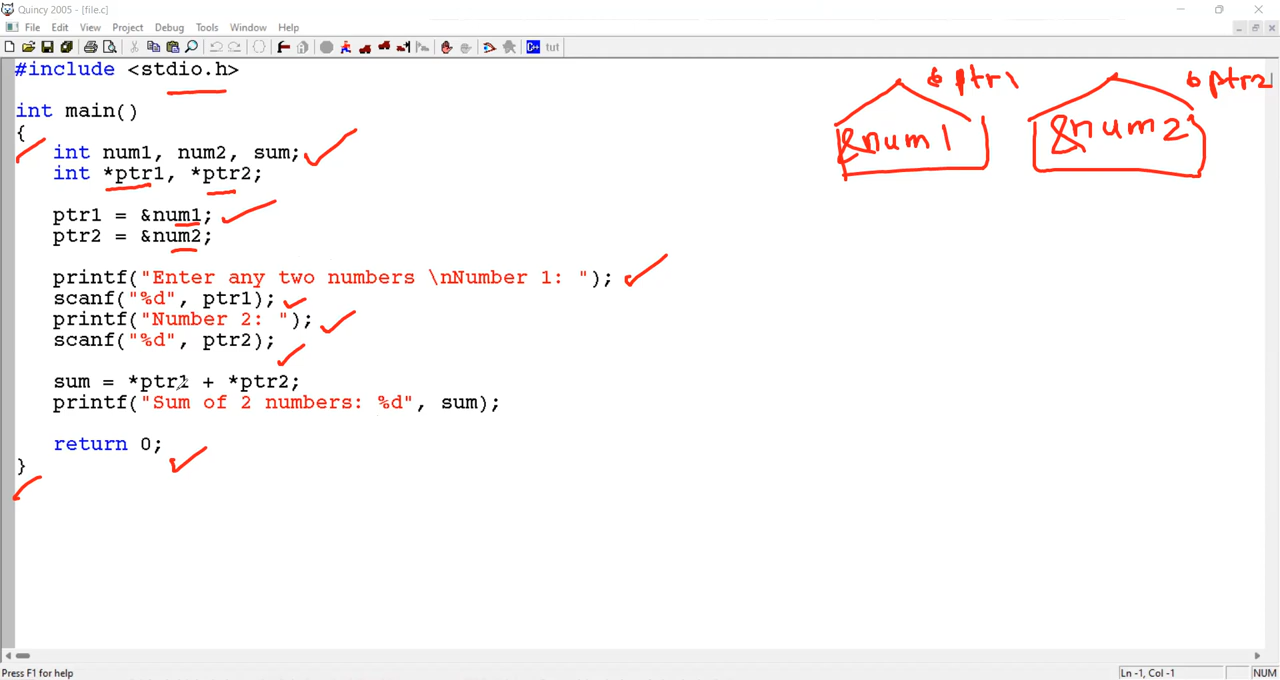 Quincy 2005 - [file.c]
File Edit View Project Debug Tools Window Help
D++ tut
#include <stdio.h>
int main()
{
int num1, num2, sum;
int *ptr1, *ptr2;
ptr1 = &num1;
ptr2 = &num2;
printf("Enter any two numbers \nNumber 1: ");
scanf("%d", ptr1);
printf("Number 2: ");
scanf("%d", ptr2);
sum = *ptr1 + *ptr2;
printf("Sum of 2 numbers: %d", sum);
return 0;
}
ptr1
&num1
ptr2
&num2
Press F1 for help
Ln -1, Col -1 NUM